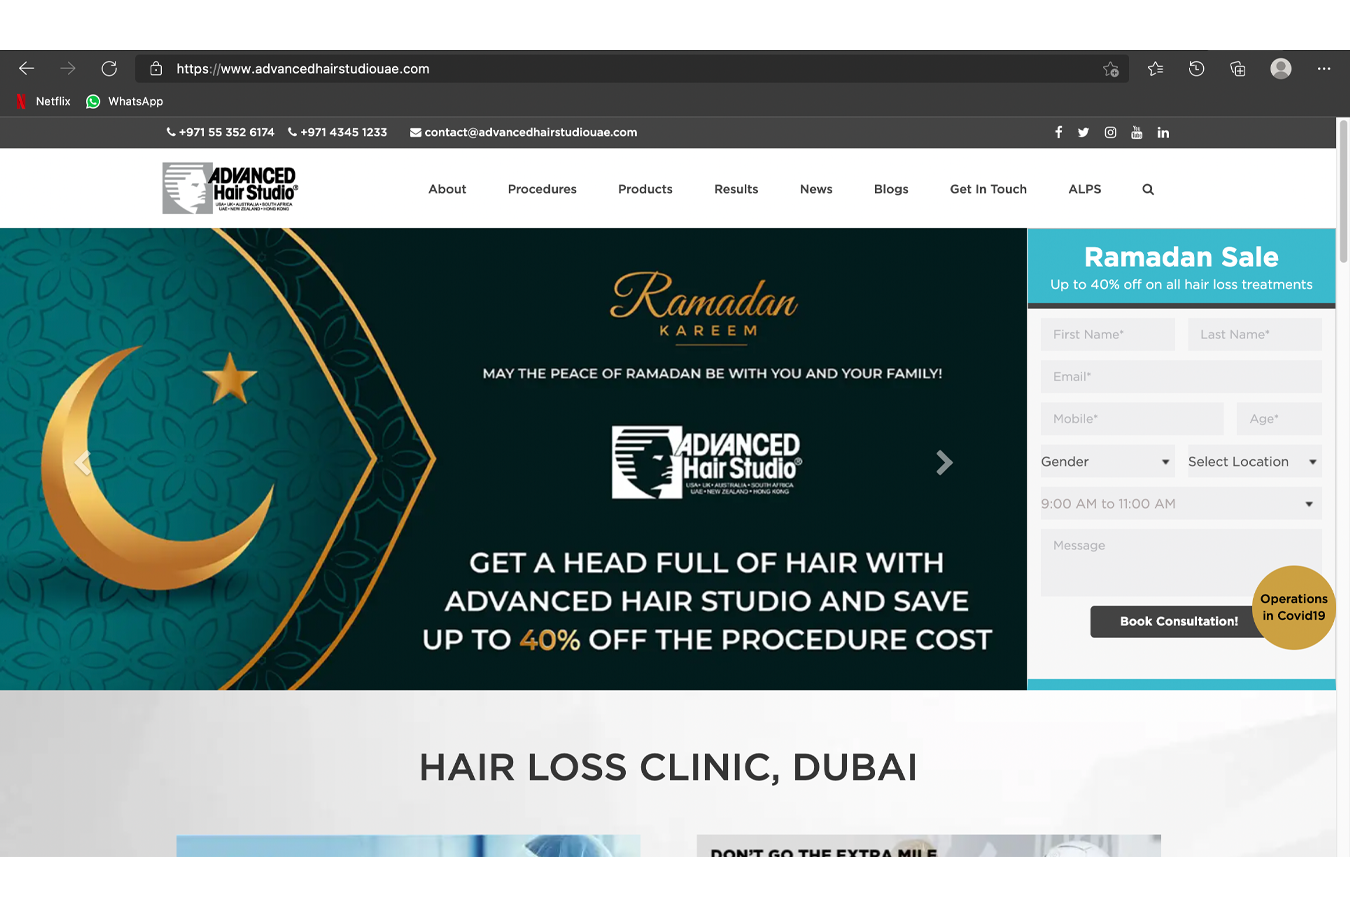 https://www.advancedhairstudiouae.com
Netflix WhatsApp
+971 55 352 6174 +971 4345 1233 contact@advancedhairstudiouae.com
ADVANCED
Hair Studio®
USA • UK • AUSTRALIA • SOUTH AFRICA
UAE • NEW ZEALAND • HONG KONG
About Procedures Products Results News Blogs Get In Touch ALPS
Ramadan
KAREEM
MAY THE PEACE OF RAMADAN BE WITH YOU AND YOUR FAMILY!
ADVANCED
Hair Studio®
USA • UK • AUSTRALIA • SOUTH AFRICA
UAE • NEW ZEALAND • HONG KONG
GET A HEAD FULL OF HAIR WITH
ADVANCED HAIR STUDIO AND SAVE
UP TO 40% OFF THE PROCEDURE COST
Ramadan Sale
Up to 40% off on all hair loss treatments
First Name* Last Name*
Email*
Mobile* Age*
Gender Select Location
9:00 AM to 11:00 AM
Message
Book Consultation!
Operations
in Covid19
HAIR LOSS CLINIC, DUBAI
DON'T GO THE EXTRA MILE